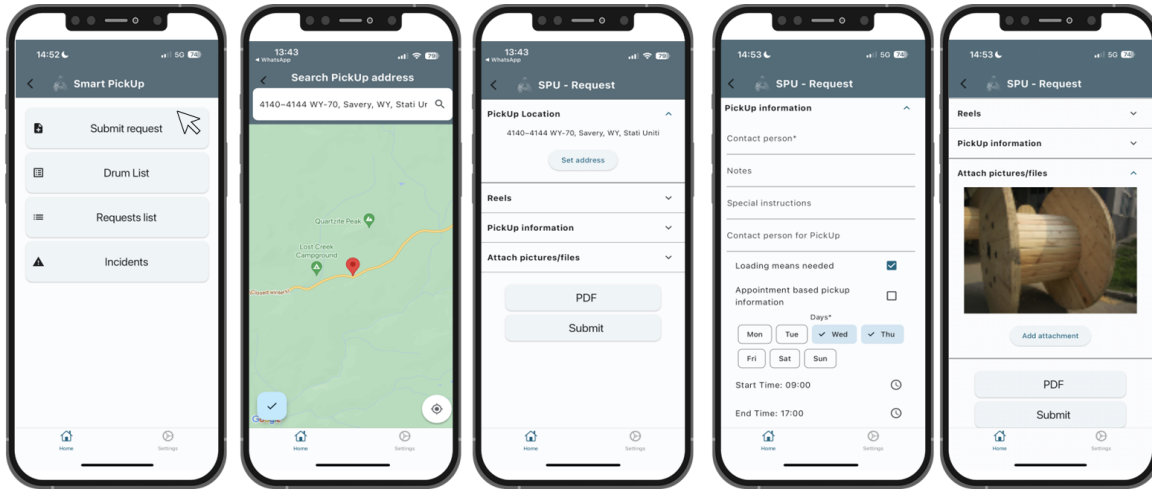 14:52
5G 74
Smart PickUp
Submit request
Drum List
Requests list
Incidents
Home
Settings
13:43
WhatsApp
Search PickUp address
4140–4144 WY-70, Savery, WY, Stati Ur
Quartzite Peak
Lost Creek
Campground
Google
Home
Settings
13:43
WhatsApp
SPU - Request
PickUp Location
4140–4144 WY-70, Savery, WY, Stati Uniti
Set address
Reels
PickUp information
Attach pictures/files
PDF
Submit
Home
Settings
14:53
5G 74
SPU - Request
PickUp information
Contact person*
Notes
Special instructions
Contact person for PickUp
Loading means needed
Appointment based pickup
information
Days*
Mon Tue Wed Thu
Fri Sat Sun
Start Time: 09:00
End Time: 17:00
Home
Settings
14:53
5G 74
SPU - Request
Reels
PickUp information
Attach pictures/files
Add attachment
PDF
Submit
Home
Settings